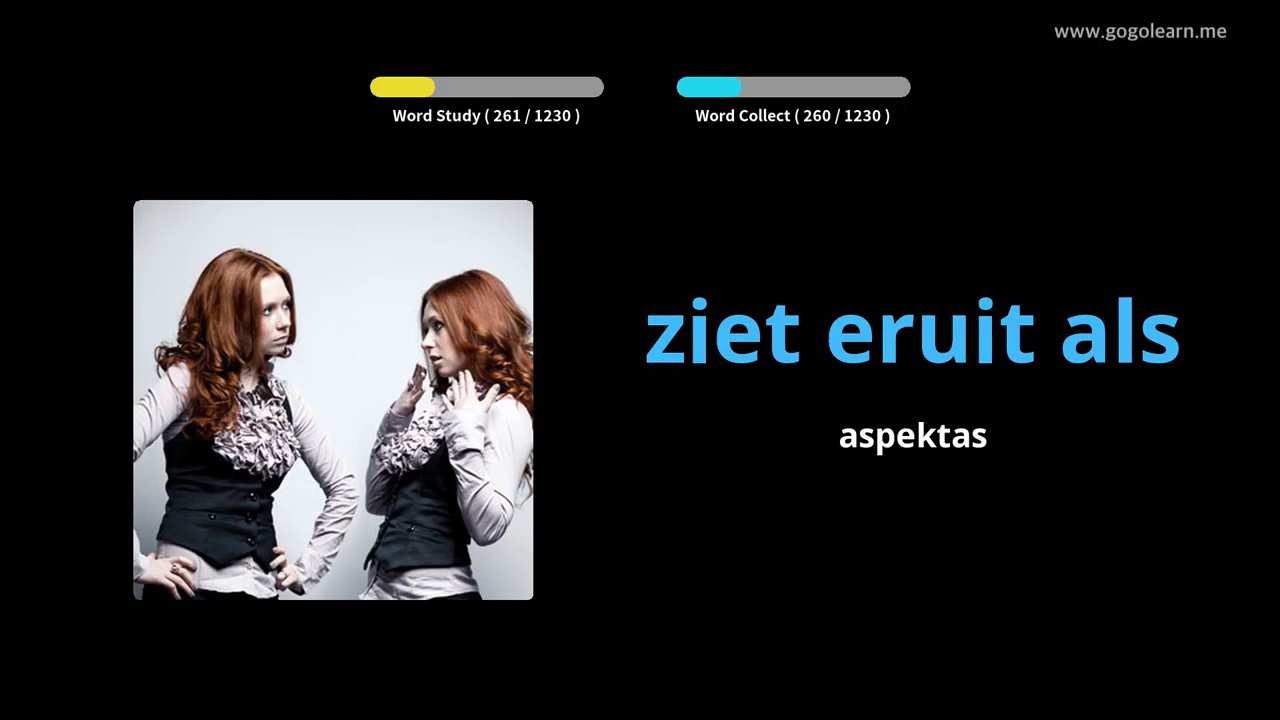 www.gogolearn.me
Word Study ( 261 / 1230 )
Word Collect ( 260 / 1230 )
ziet eruit als
aspektas